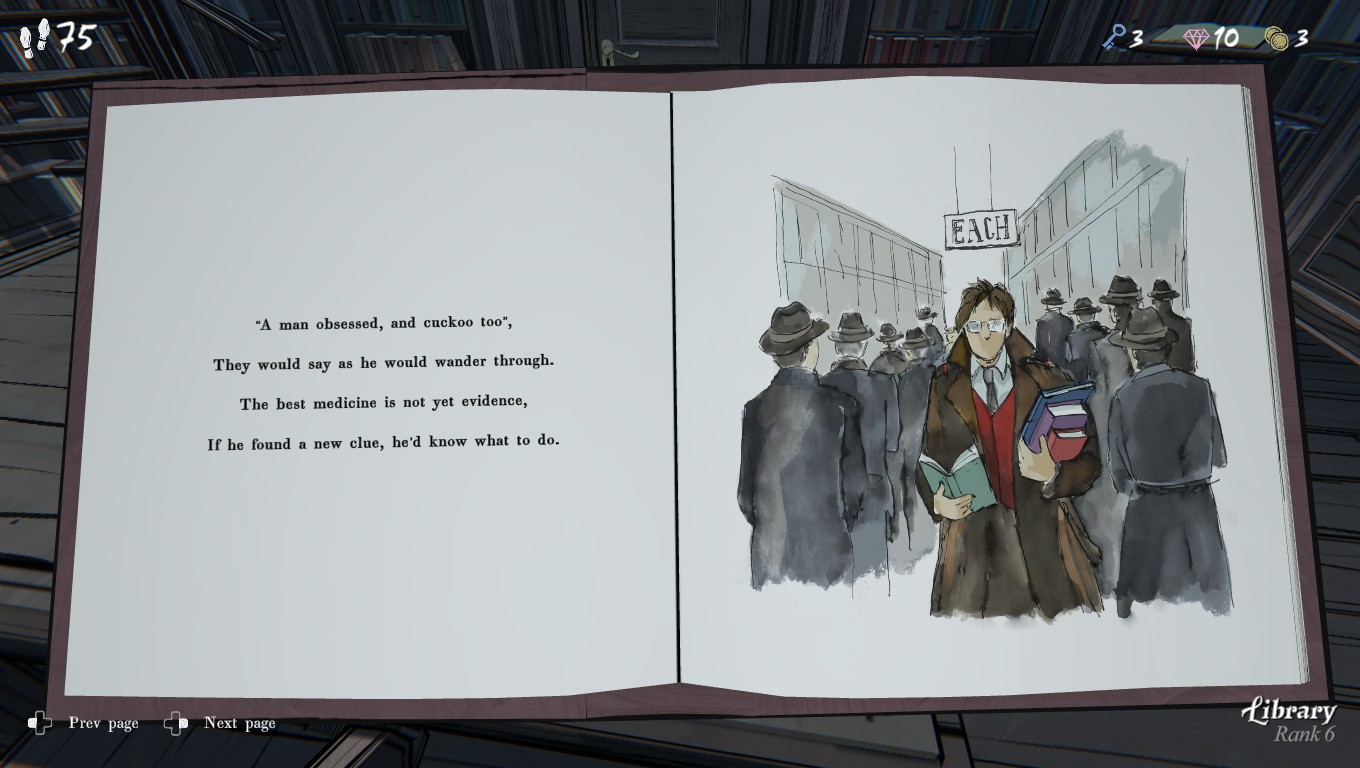 75
3
10
3
“A man obsessed, and cuckoo too”,
They would say as he would wander through.
The best medicine is not yet evidence,
If he found a new clue, he'd know what to do.
EACH
Prev page
Next page
Library
Rank 6